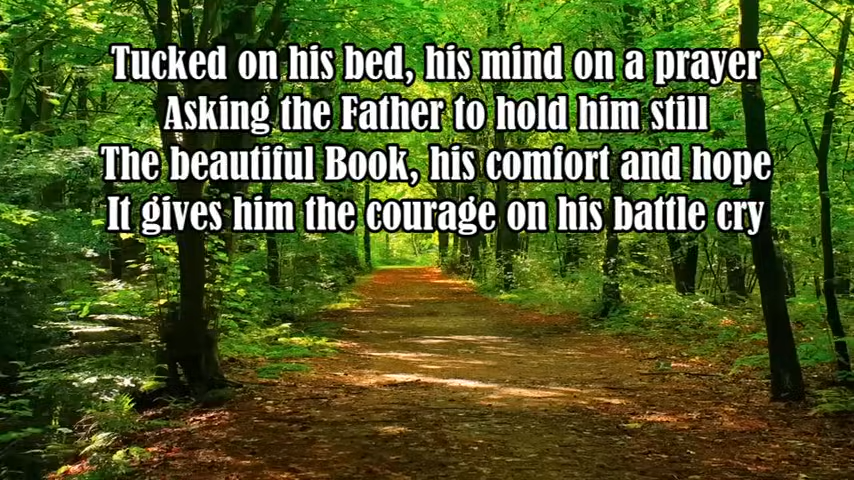 Tucked on his bed, his mind on a prayer
Asking the Father to hold him still
The beautiful Book, his comfort and hope
It gives him the courage on his battle cry